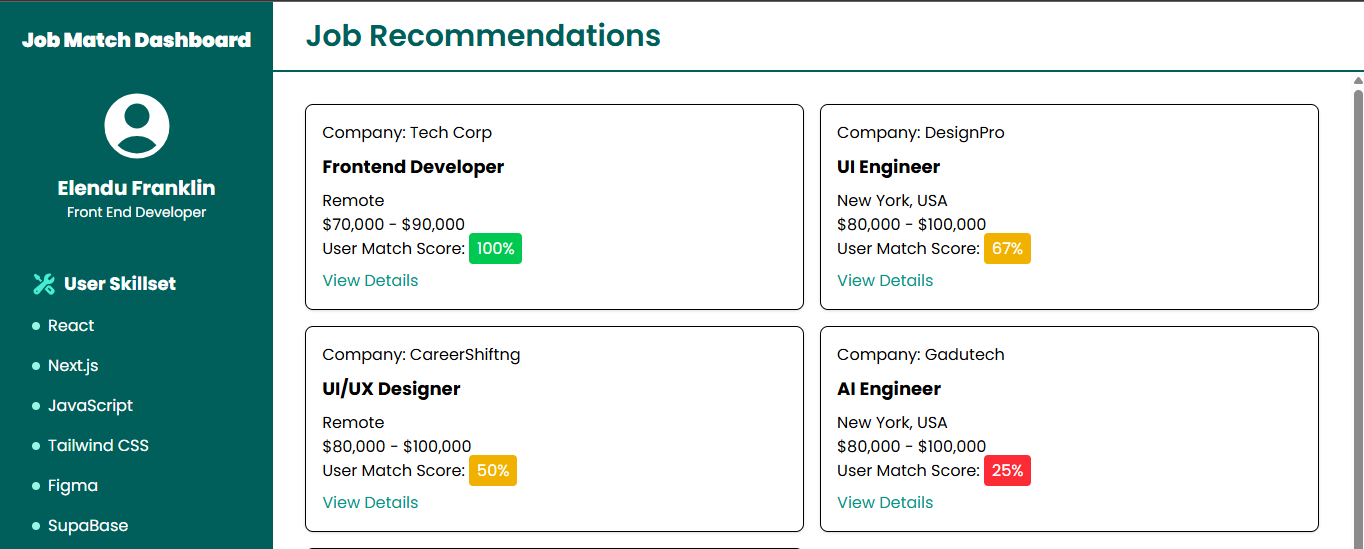 Job Match Dashboard
Elendu Franklin
Front End Developer
User Skillset
React
Next.js
JavaScript
Tailwind CSS
Figma
SupaBase
Job Recommendations
Company: Tech Corp
Frontend Developer
Remote
$70,000 - $90,000
User Match Score: 100%
View Details
Company: DesignPro
UI Engineer
New York, USA
$80,000 - $100,000
User Match Score: 67%
View Details
Company: CareerShiftng
UI/UX Designer
Remote
$80,000 - $100,000
User Match Score: 50%
View Details
Company: Gadutech
AI Engineer
New York, USA
$80,000 - $100,000
User Match Score: 25%
View Details